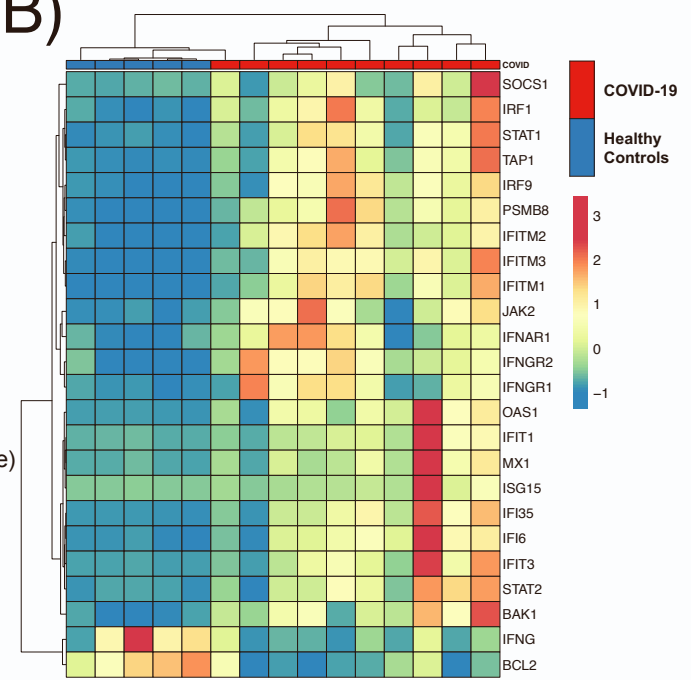 B)
COVID
SOCS1
IRF1
STAT1
TAP1
IRF9
PSMB8
IFITM2
IFITM3
IFITM1
JAK2
IFNAR1
IFNGR2
IFNGR1
OAS1
IFIT1
MX1
ISG15
IFI35
IFI6
IFIT3
STAT2
BAK1
IFNG
BCL2
COVID-19
Healthy
Controls
3
2
1
0
−1
e)